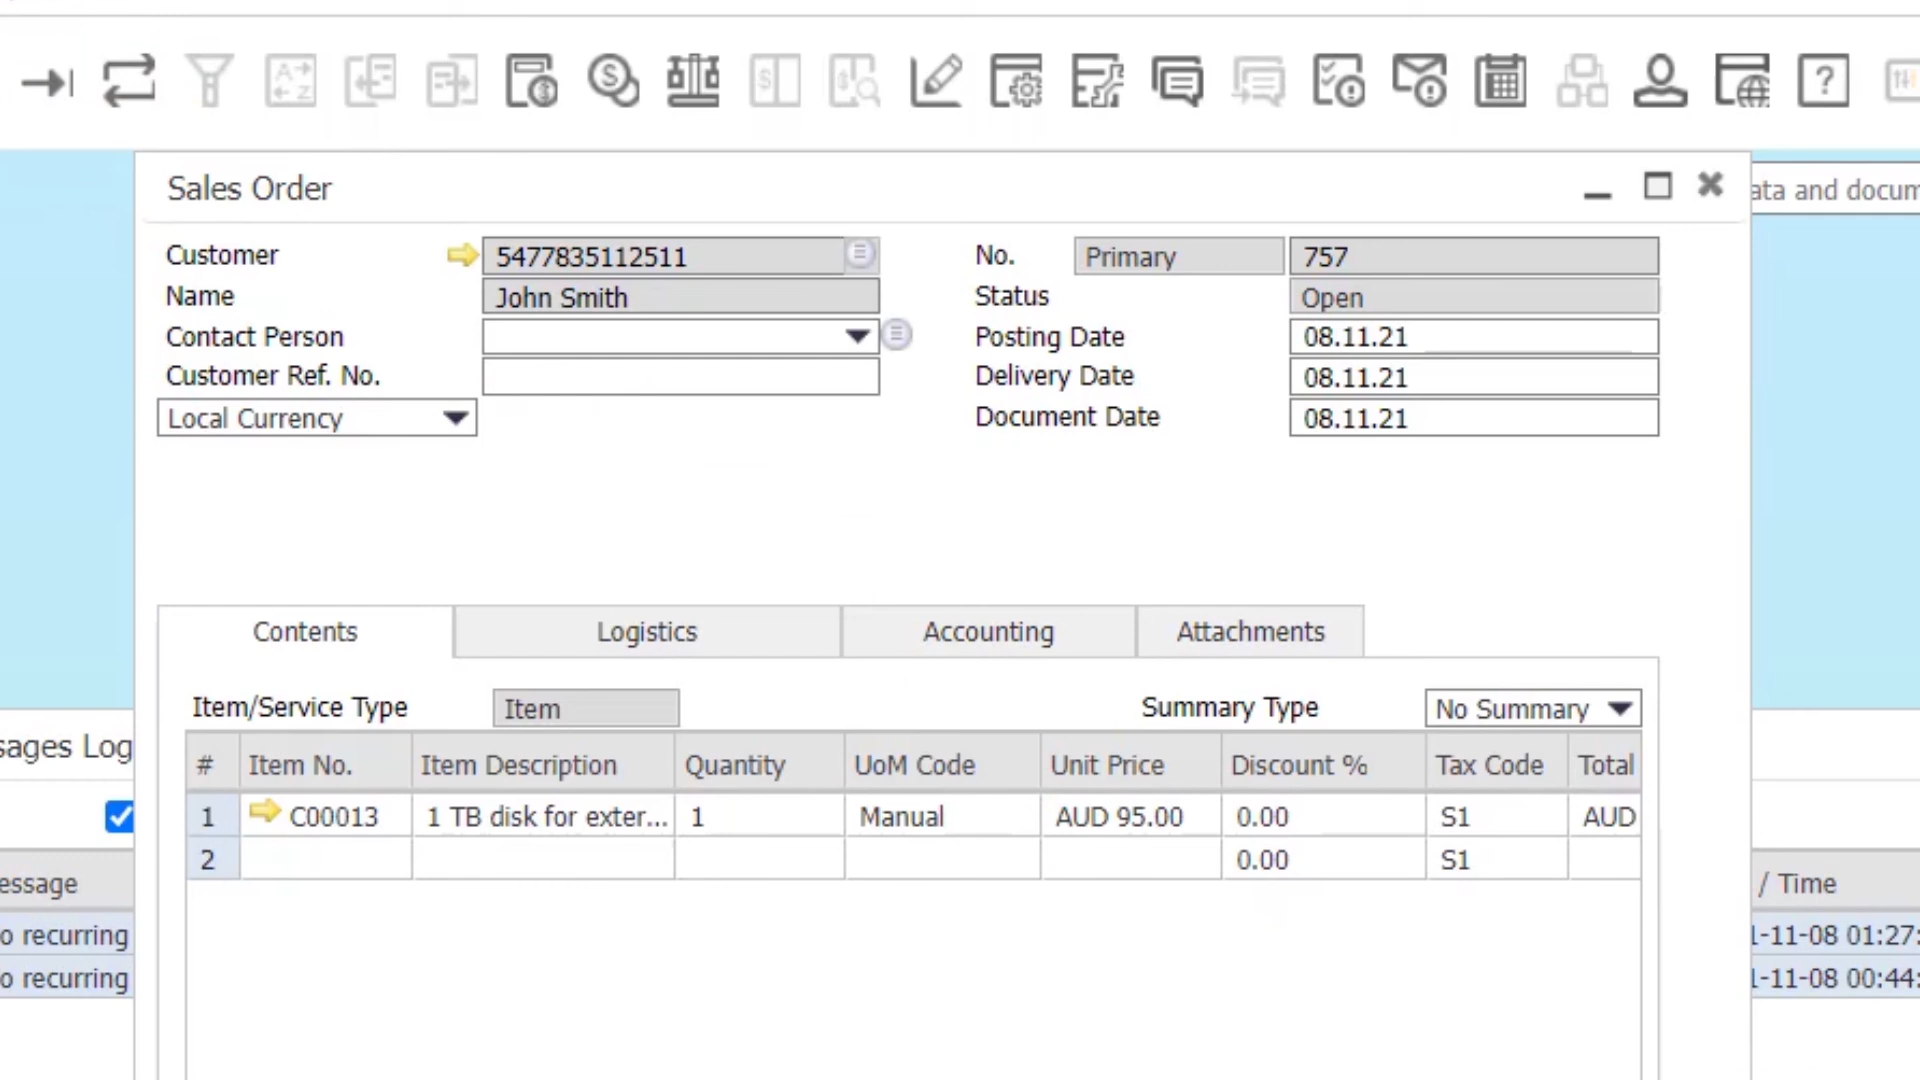 Sales Order
ata and docum
Customer 5477835112511 No. Primary 757
Name John Smith Status Open
Contact Person Posting Date 08.11.21
Customer Ref. No. Delivery Date 08.11.21
Local Currency Document Date 08.11.21
Contents Logistics Accounting Attachments
Item/Service Type Item Summary Type No Summary
sages Log
# Item No. Item Description Quantity UoM Code Unit Price Discount % Tax Code Total
1 C00013 1 TB disk for exter... 1 Manual AUD 95.00 0.00 S1 AUD
2 0.00 S1
essage / Time
o recurring 1-11-08 01:27:
o recurring 1-11-08 00:44: